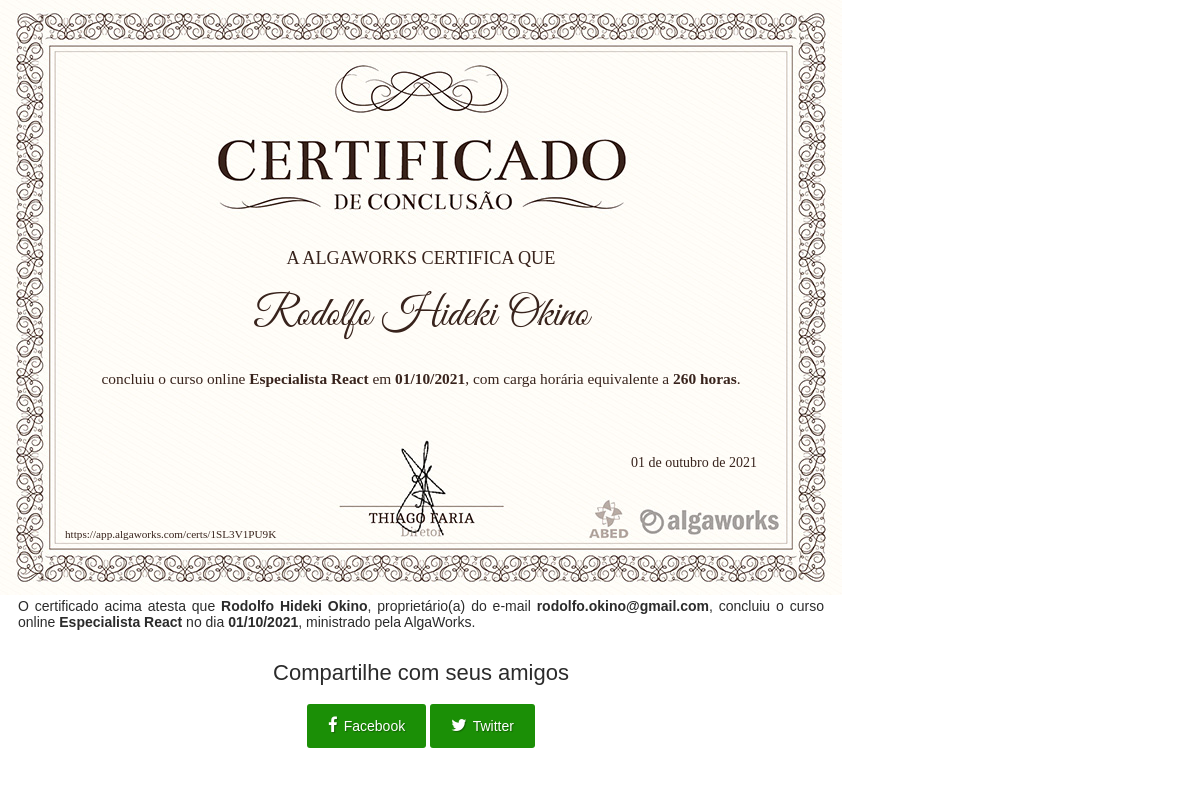 CERTIFICADO
DE CONCLUSÃO
A ALGAWORKS CERTIFICA QUE
Rodolfo Hideki Okino
concluiu o curso online Especialista React em 01/10/2021, com carga horária equivalente a 260 horas.
01 de outubro de 2021
THIAGO FARIA
Diretor
https://app.algaworks.com/certs/1SL3V1PU9K
ABED
algaworks
O certificado acima atesta que Rodolfo Hideki Okino, proprietário(a) do e-mail rodolfo.okino@gmail.com, concluiu o curso
online Especialista React no dia 01/10/2021, ministrado pela AlgaWorks.
Compartilhe com seus amigos
Facebook
Twitter